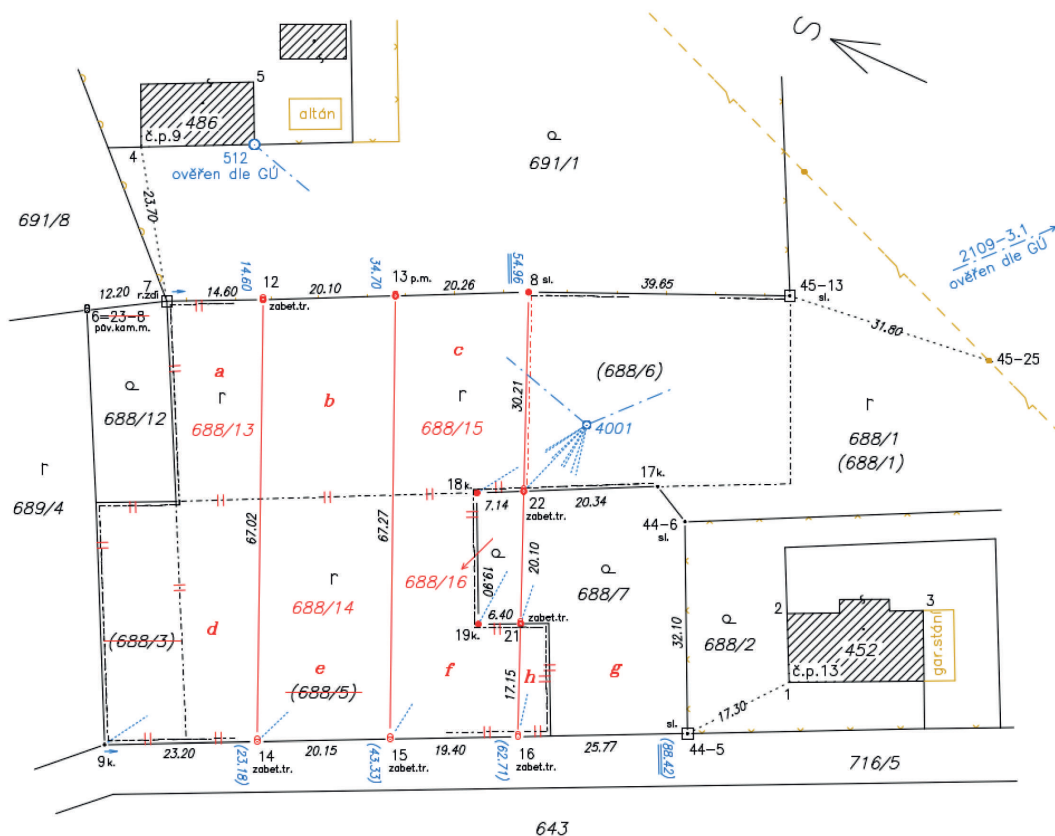 S
5
486
č.p.9
4
altán
512
ověřen dle GÚ
691/1
691/8
23.70
2109-3.1
ověřen dle GÚ
12.20
7
r.zdi
14.60
14.60
12
zabet.tr.
20.10
34.70
13 p.m.
20.26
54.96
8 sl.
39.65
45-13
sl.
31.80
45-25
6=23-8
pův.kam.m.
a
b
c
r
r
688/12
688/13
688/15
30.21
(688/6)
4001
r
688/1
(688/1)
r
689/4
18k.
7.14
22
zabet.tr.
20.34
17k.
44-6
sl.
67.02
67.27
r
688/14
688/16
19.90
20.10
688/7
32.10
688/2
2
3
452
č.p.13
1
gar.stání
17.30
(688/3)
d
e
(688/5)
f
19k.
6.40
21
zabet.tr.
17.15
h
g
9k.
23.20
(23.18)
14
zabet.tr.
20.15
(43.33)
15
zabet.tr.
19.40
(62.71)
16
zabet.tr.
25.77
(88.42)
sl.
44-5
716/5
643